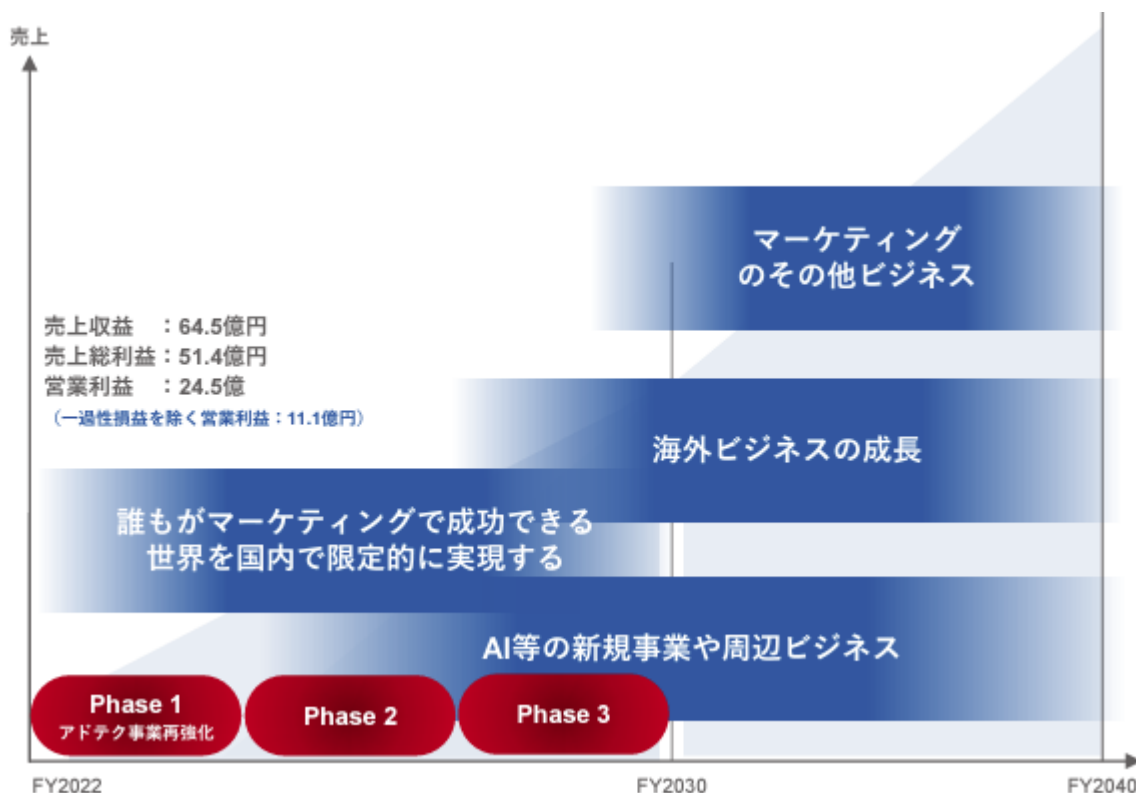 売上
マーケティング
のその他ビジネス
売上収益　：64.5億円
売上総利益：51.4億円
営業利益　：24.5億
（一過性損益を除く営業利益：11.1億円）
海外ビジネスの成長
誰もがマーケティングで成功できる
世界を国内で限定的に実現する
AI等の新規事業や周辺ビジネス
Phase 1
アドテク事業再強化
Phase 2
Phase 3
FY2022
FY2030
FY2040